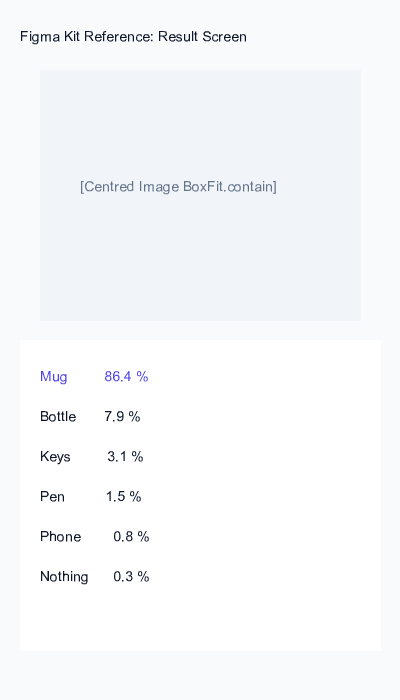 Figma Kit Reference: Result Screen
[Centred Image BoxFit.contain]
Mug 86.4 %
Bottle 7.9 %
Keys 3.1 %
Pen 1.5 %
Phone 0.8 %
Nothing 0.3 %